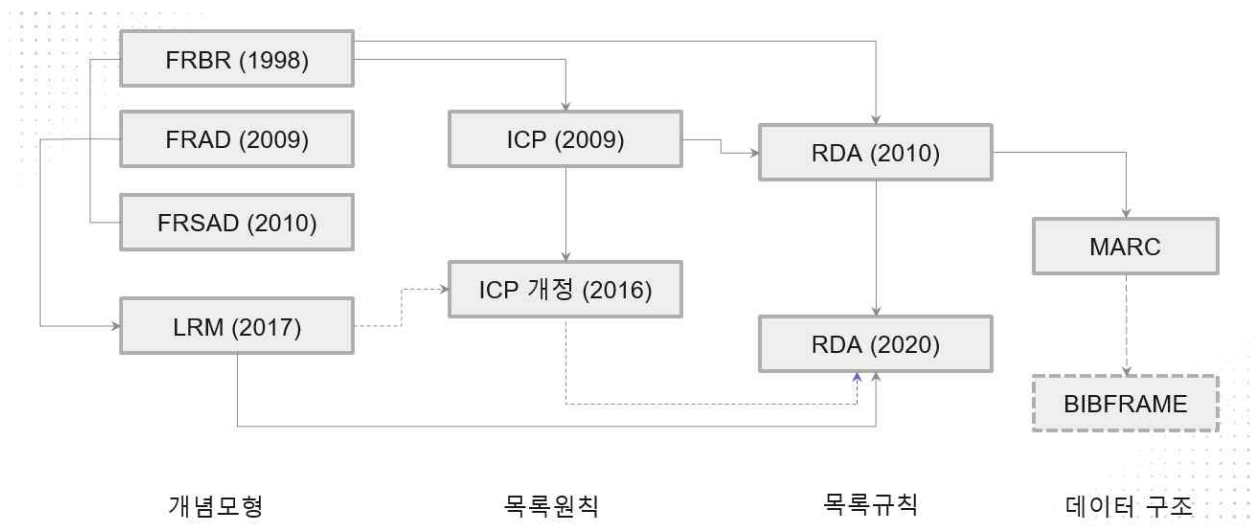 FRBR (1998)
FRAD (2009)
FRSAD (2010)
LRM (2017)
ICP (2009)
ICP 개정 (2016)
RDA (2010)
RDA (2020)
MARC
BIBFRAME
개념모형
목록원칙
목록규칙
데이터 구조